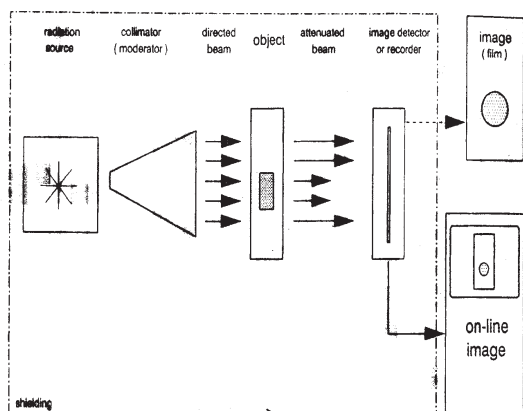 radiation
source
collimator
( moderator )
directed
beam
object
attenuated
beam
image detector
or recorder
image
( film )
on-line
image
shielding